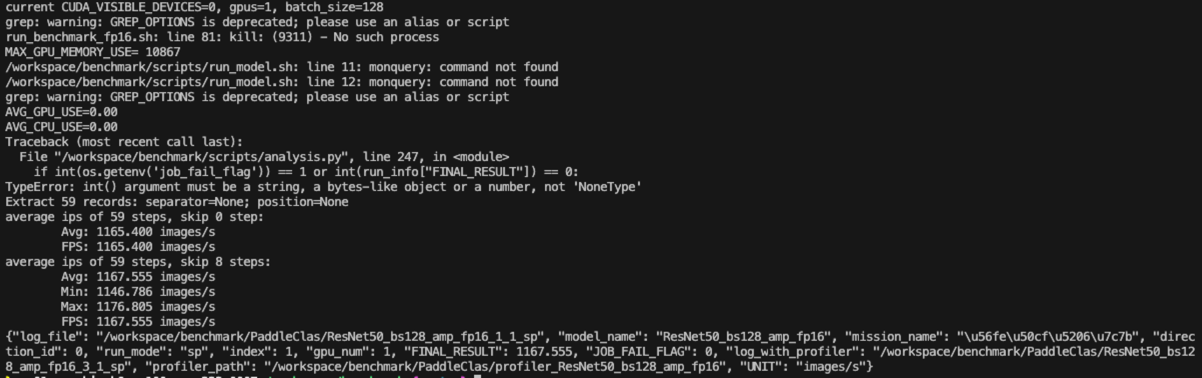 current CUDA_VISIBLE_DEVICES=0, gpus=1, batch_size=128
grep: warning: GREP_OPTIONS is deprecated; please use an alias or script
run_benchmark_fp16.sh: line 81: kill: (9311) - No such process
MAX_GPU_MEMORY_USE= 10867
/workspace/benchmark/scripts/run_model.sh: line 11: monquery: command not found
/workspace/benchmark/scripts/run_model.sh: line 12: monquery: command not found
grep: warning: GREP_OPTIONS is deprecated; please use an alias or script
AVG_GPU_USE=0.00
AVG_CPU_USE=0.00
Traceback (most recent call last):
  File "/workspace/benchmark/scripts/analysis.py", line 247, in <module>
    if int(os.getenv('job_fail_flag')) == 1 or int(run_info["FINAL_RESULT"]) == 0:
TypeError: int() argument must be a string, a bytes-like object or a number, not 'NoneType'
Extract 59 records: separator=None; position=None
average ips of 59 steps, skip 0 step:
        Avg: 1165.400 images/s
        FPS: 1165.400 images/s
average ips of 59 steps, skip 8 steps:
        Avg: 1167.555 images/s
        Min: 1146.786 images/s
        Max: 1176.805 images/s
        FPS: 1167.555 images/s
{"log_file": "/workspace/benchmark/PaddleClas/ResNet50_bs128_amp_fp16_1_1_sp", "model_name": "ResNet50_bs128_amp_fp16", "mission_name": "\u56fe\u50cf\u5206\u7c7b", "direc
tion_id": 0, "run_mode": "sp", "index": 1, "gpu_num": 1, "FINAL_RESULT": 1167.555, "JOB_FAIL_FLAG": 0, "log_with_profiler": "/workspace/benchmark/PaddleClas/ResNet50_bs12
8_amp_fp16_3_1_sp", "profiler_path": "/workspace/benchmark/PaddleClas/profiler_ResNet50_bs128_amp_fp16", "UNIT": "images/s"}